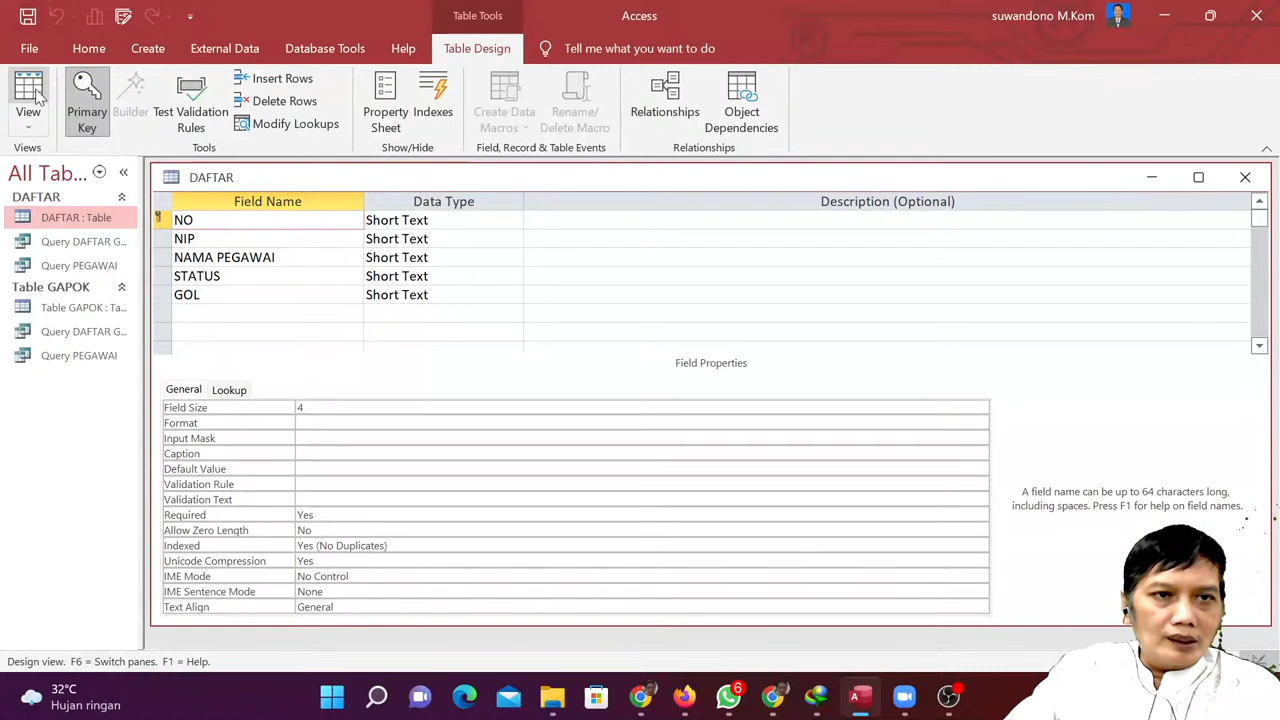 Table Tools
Access
suwandono M.Kom
File
Home
Create
External Data
Database Tools
Help
Table Design
Tell me what you want to do
View
Primary Key
Builder
Test Validation Rules
Insert Rows
Delete Rows
Modify Lookups
Property Sheet
Indexes
Create Data Macros
Rename/ Delete Macro
Relationships
Object Dependencies
Views
Tools
Show/Hide
Field, Record & Table Events
Relationships
All Tab...
DAFTAR
DAFTAR : Table
Query DAFTAR G...
Query PEGAWAI
Table GAPOK
Table GAPOK : Ta...
Query DAFTAR G...
Query PEGAWAI
DAFTAR
Field Name Data Type Description (Optional)
NO Short Text
NIP Short Text
NAMA PEGAWAI Short Text
STATUS Short Text
GOL Short Text
Field Properties
General Lookup
Field Size 4
Format
Input Mask
Caption
Default Value
Validation Rule
Validation Text
Required Yes
Allow Zero Length No
Indexed Yes (No Duplicates)
Unicode Compression Yes
IME Mode No Control
IME Sentence Mode None
Text Align General
A field name can be up to 64 characters long,
including spaces. Press F1 for help on field names.
Design view. F6 = Switch panes. F1 = Help.
32°C
Hujan ringan
6